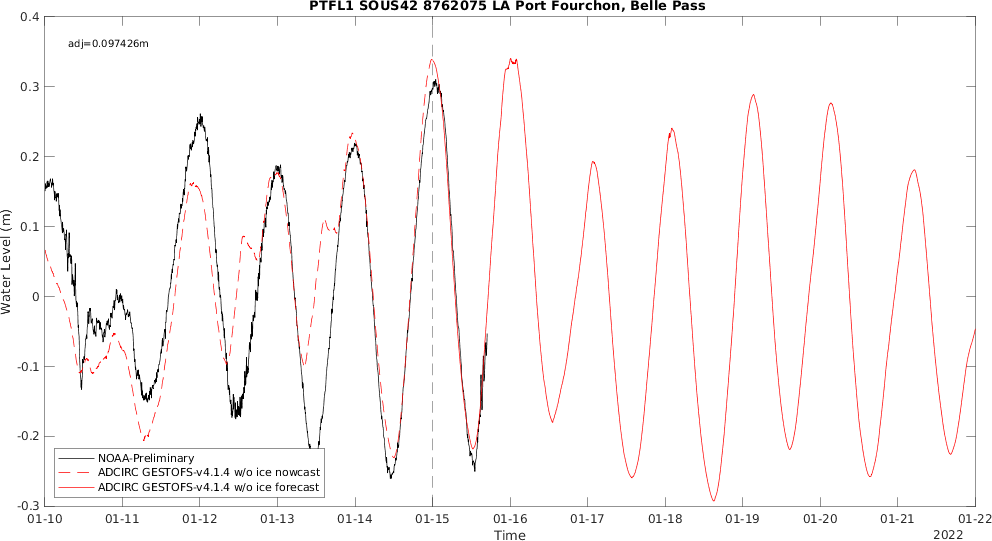 PTFL1 SOUS42 8762075 LA Port Fourchon, Belle Pass
adj=0.097426m
Water Level (m)
0.4
0.3
0.2
0.1
0
-0.1
-0.2
-0.3
NOAA-Preliminary
ADCIRC GESTOFS-v4.1.4 w/o ice nowcast
ADCIRC GESTOFS-v4.1.4 w/o ice forecast
01-10 01-11 01-12 01-13 01-14 01-15 01-16 01-17 01-18 01-19 01-20 01-21 01-22
Time
2022